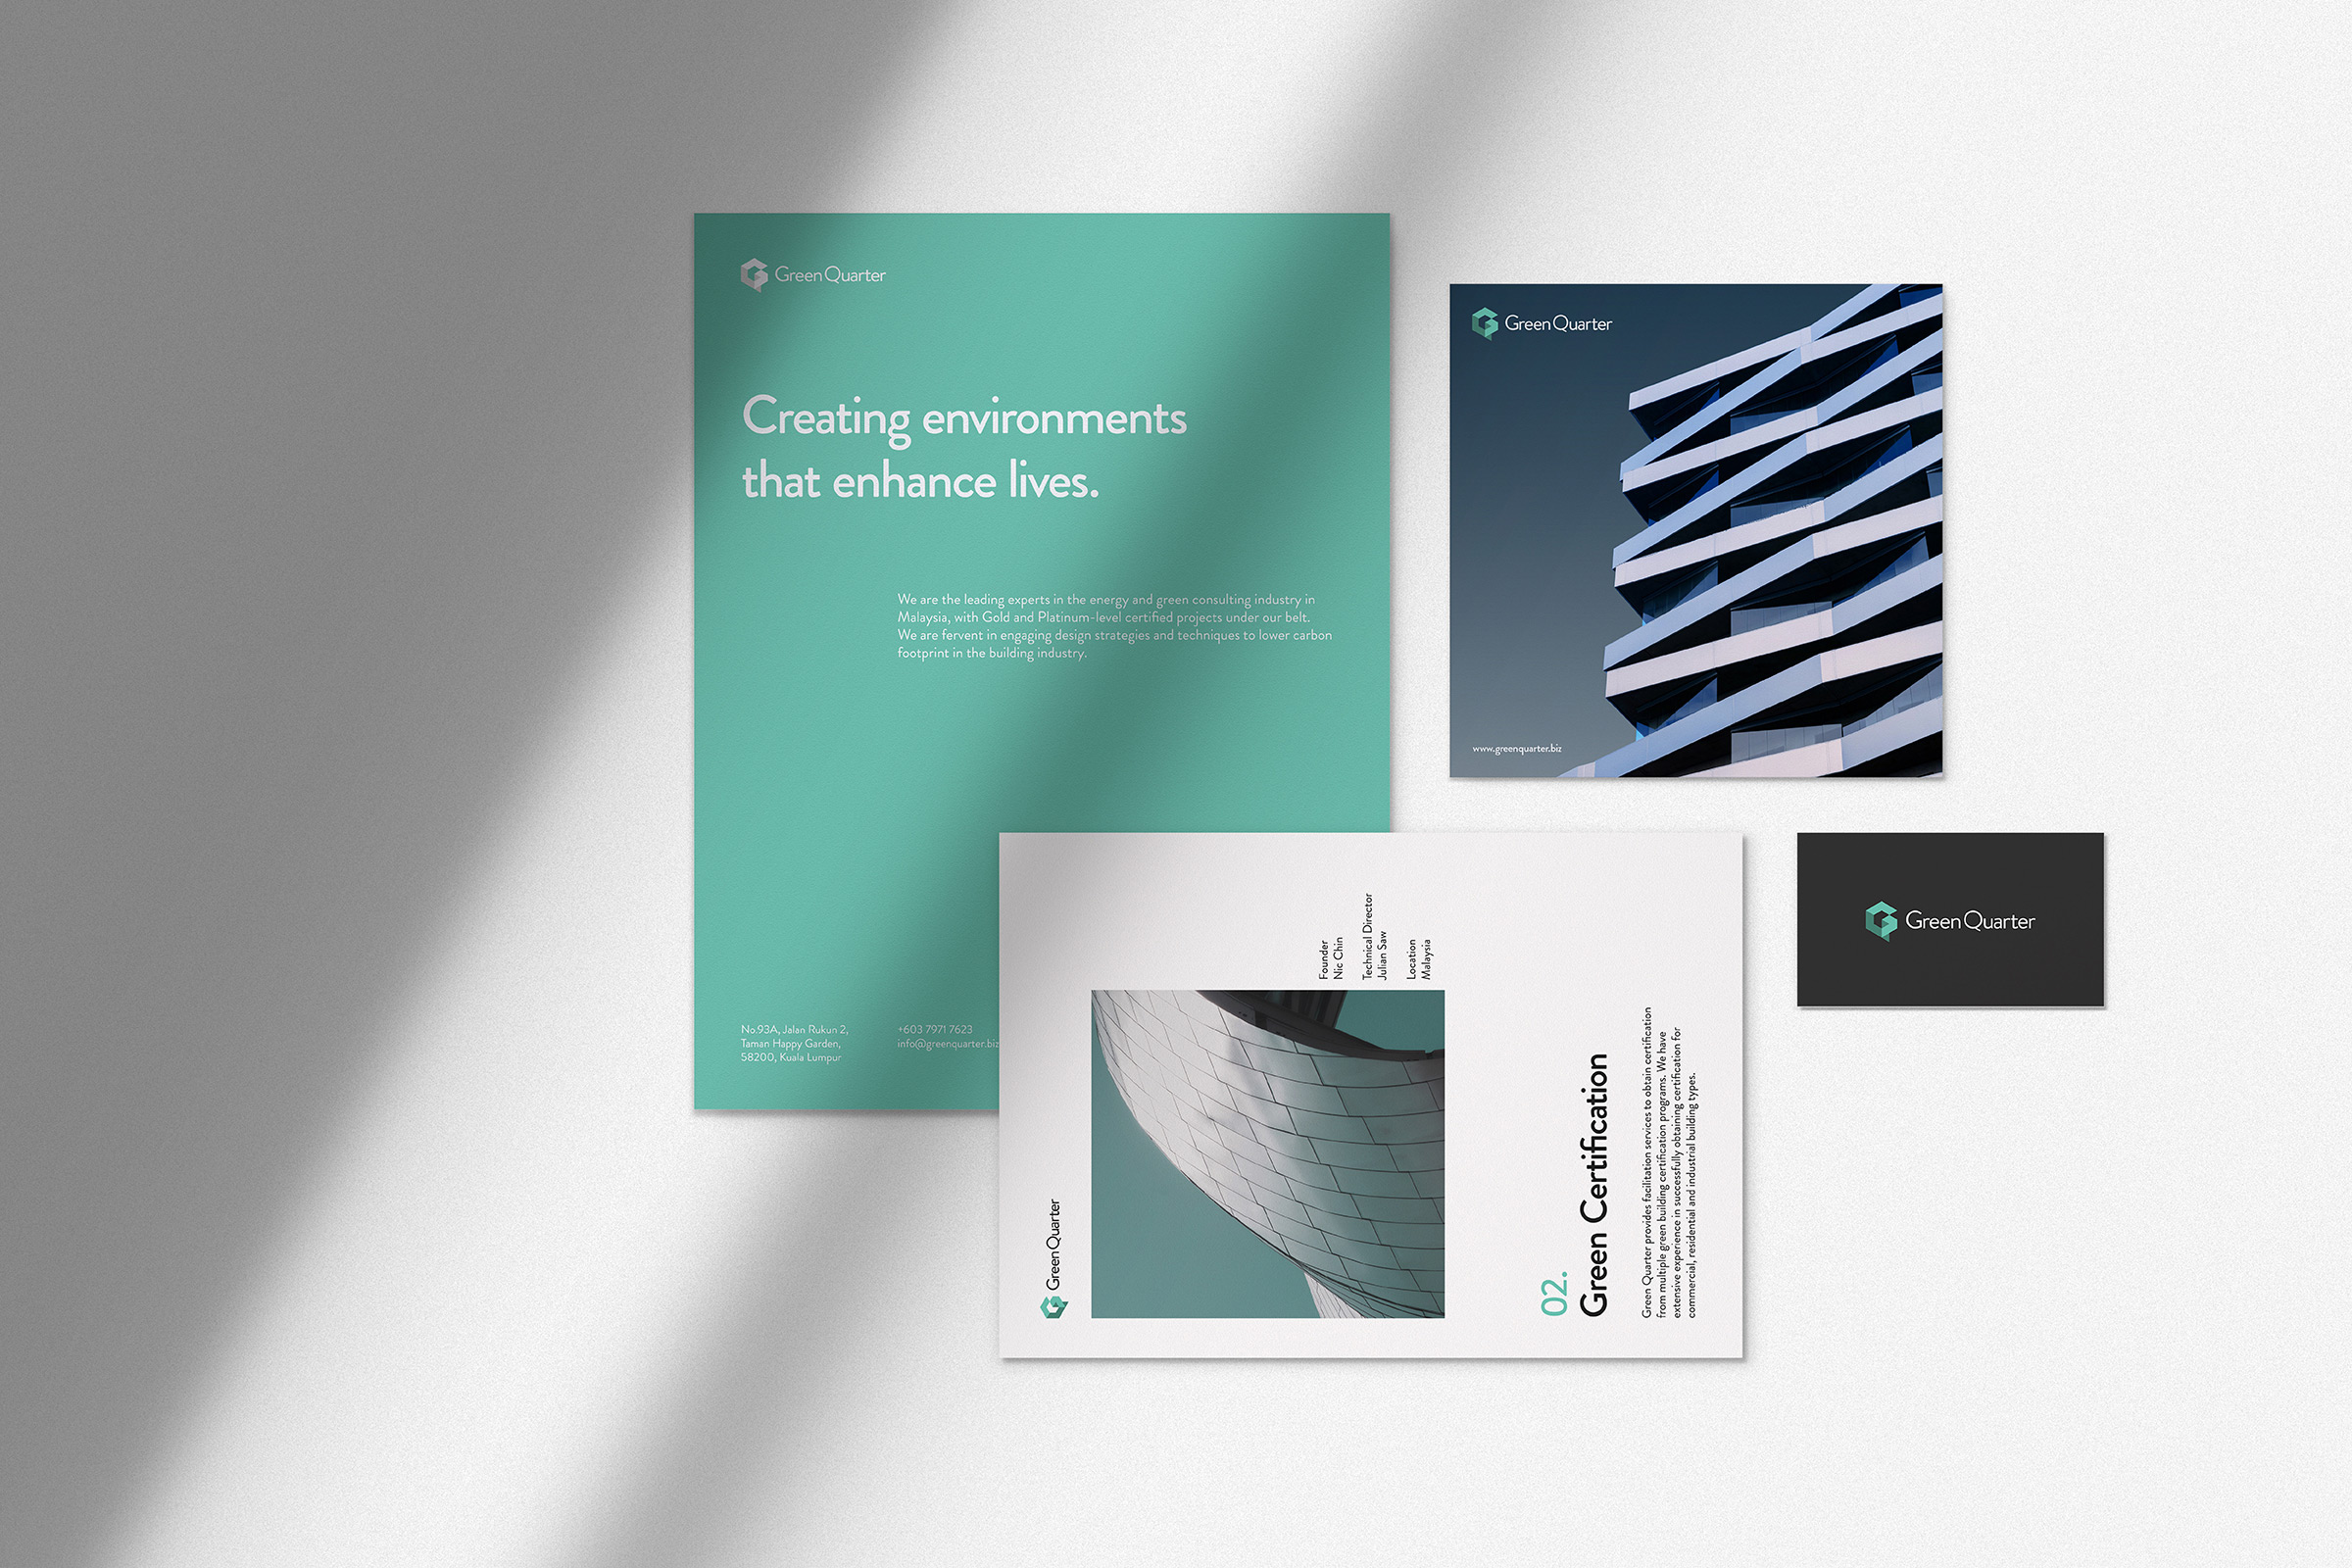 Green Quarter
Creating environments
that enhance lives.
We are the leading experts in the energy and green consulting industry in
Malaysia, with Gold and Platinum-level certified projects under our belt.
We are fervent in engaging design strategies and techniques to lower carbon
footprint in the building industry.
No.93A, Jalan Rukun 2,
Taman Happy Garden,
58200, Kuala Lumpur
+603 7971 7623
info@greenquarter.biz
Green Quarter
www.greenquarter.biz
Green Quarter
Founder
Nic Chin
Technical Director
Julian Saw
Location
Malaysia
02.
Green Certification
Green Quarter provides facilitation services to obtain certification
from multiple green building certification programs. We have
extensive experience in successfully obtaining certification for
commercial, residential and industrial building types.
Green Quarter